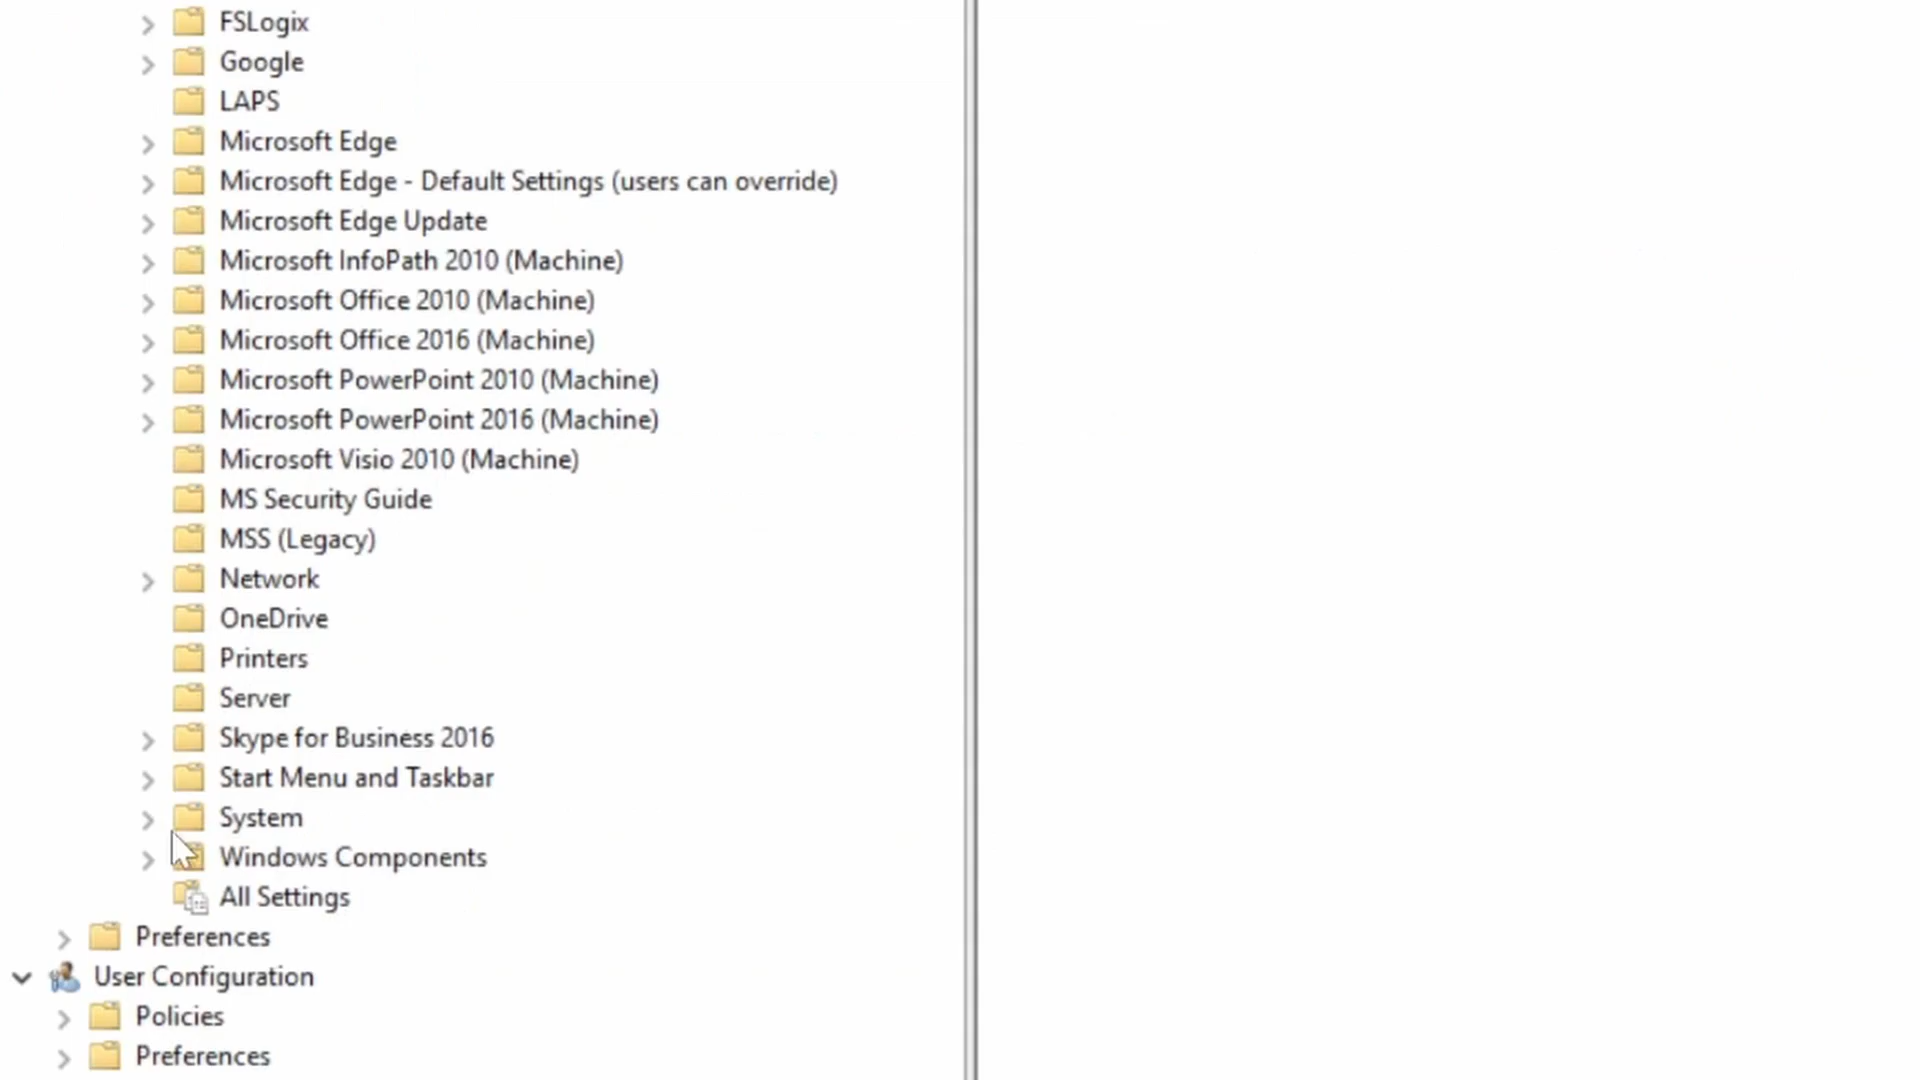 FSLogix
Google
LAPS
Microsoft Edge
Microsoft Edge - Default Settings (users can override)
Microsoft Edge Update
Microsoft InfoPath 2010 (Machine)
Microsoft Office 2010 (Machine)
Microsoft Office 2016 (Machine)
Microsoft PowerPoint 2010 (Machine)
Microsoft PowerPoint 2016 (Machine)
Microsoft Visio 2010 (Machine)
MS Security Guide
MSS (Legacy)
Network
OneDrive
Printers
Server
Skype for Business 2016
Start Menu and Taskbar
System
Windows Components
All Settings
Preferences
User Configuration
Policies
Preferences